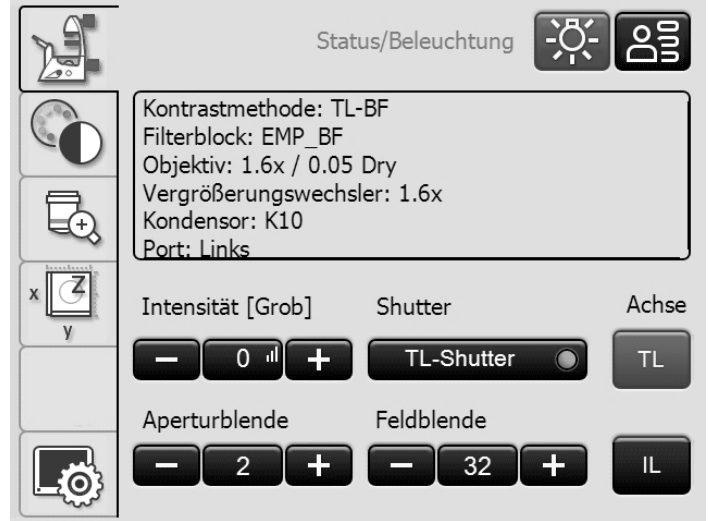 Status/Beleuchtung
Kontrastmethode: TL-BF
Filterblock: EMP_BF
Objektiv: 1.6x / 0.05 Dry
Vergrößerungswechsler: 1.6x
Kondensor: K10
Port: Links
x Z
y
Intensität [Grob] Shutter Achse
− 0 + TL-Shutter TL
Aperturblende Feldblende
− 2 + − 32 + IL